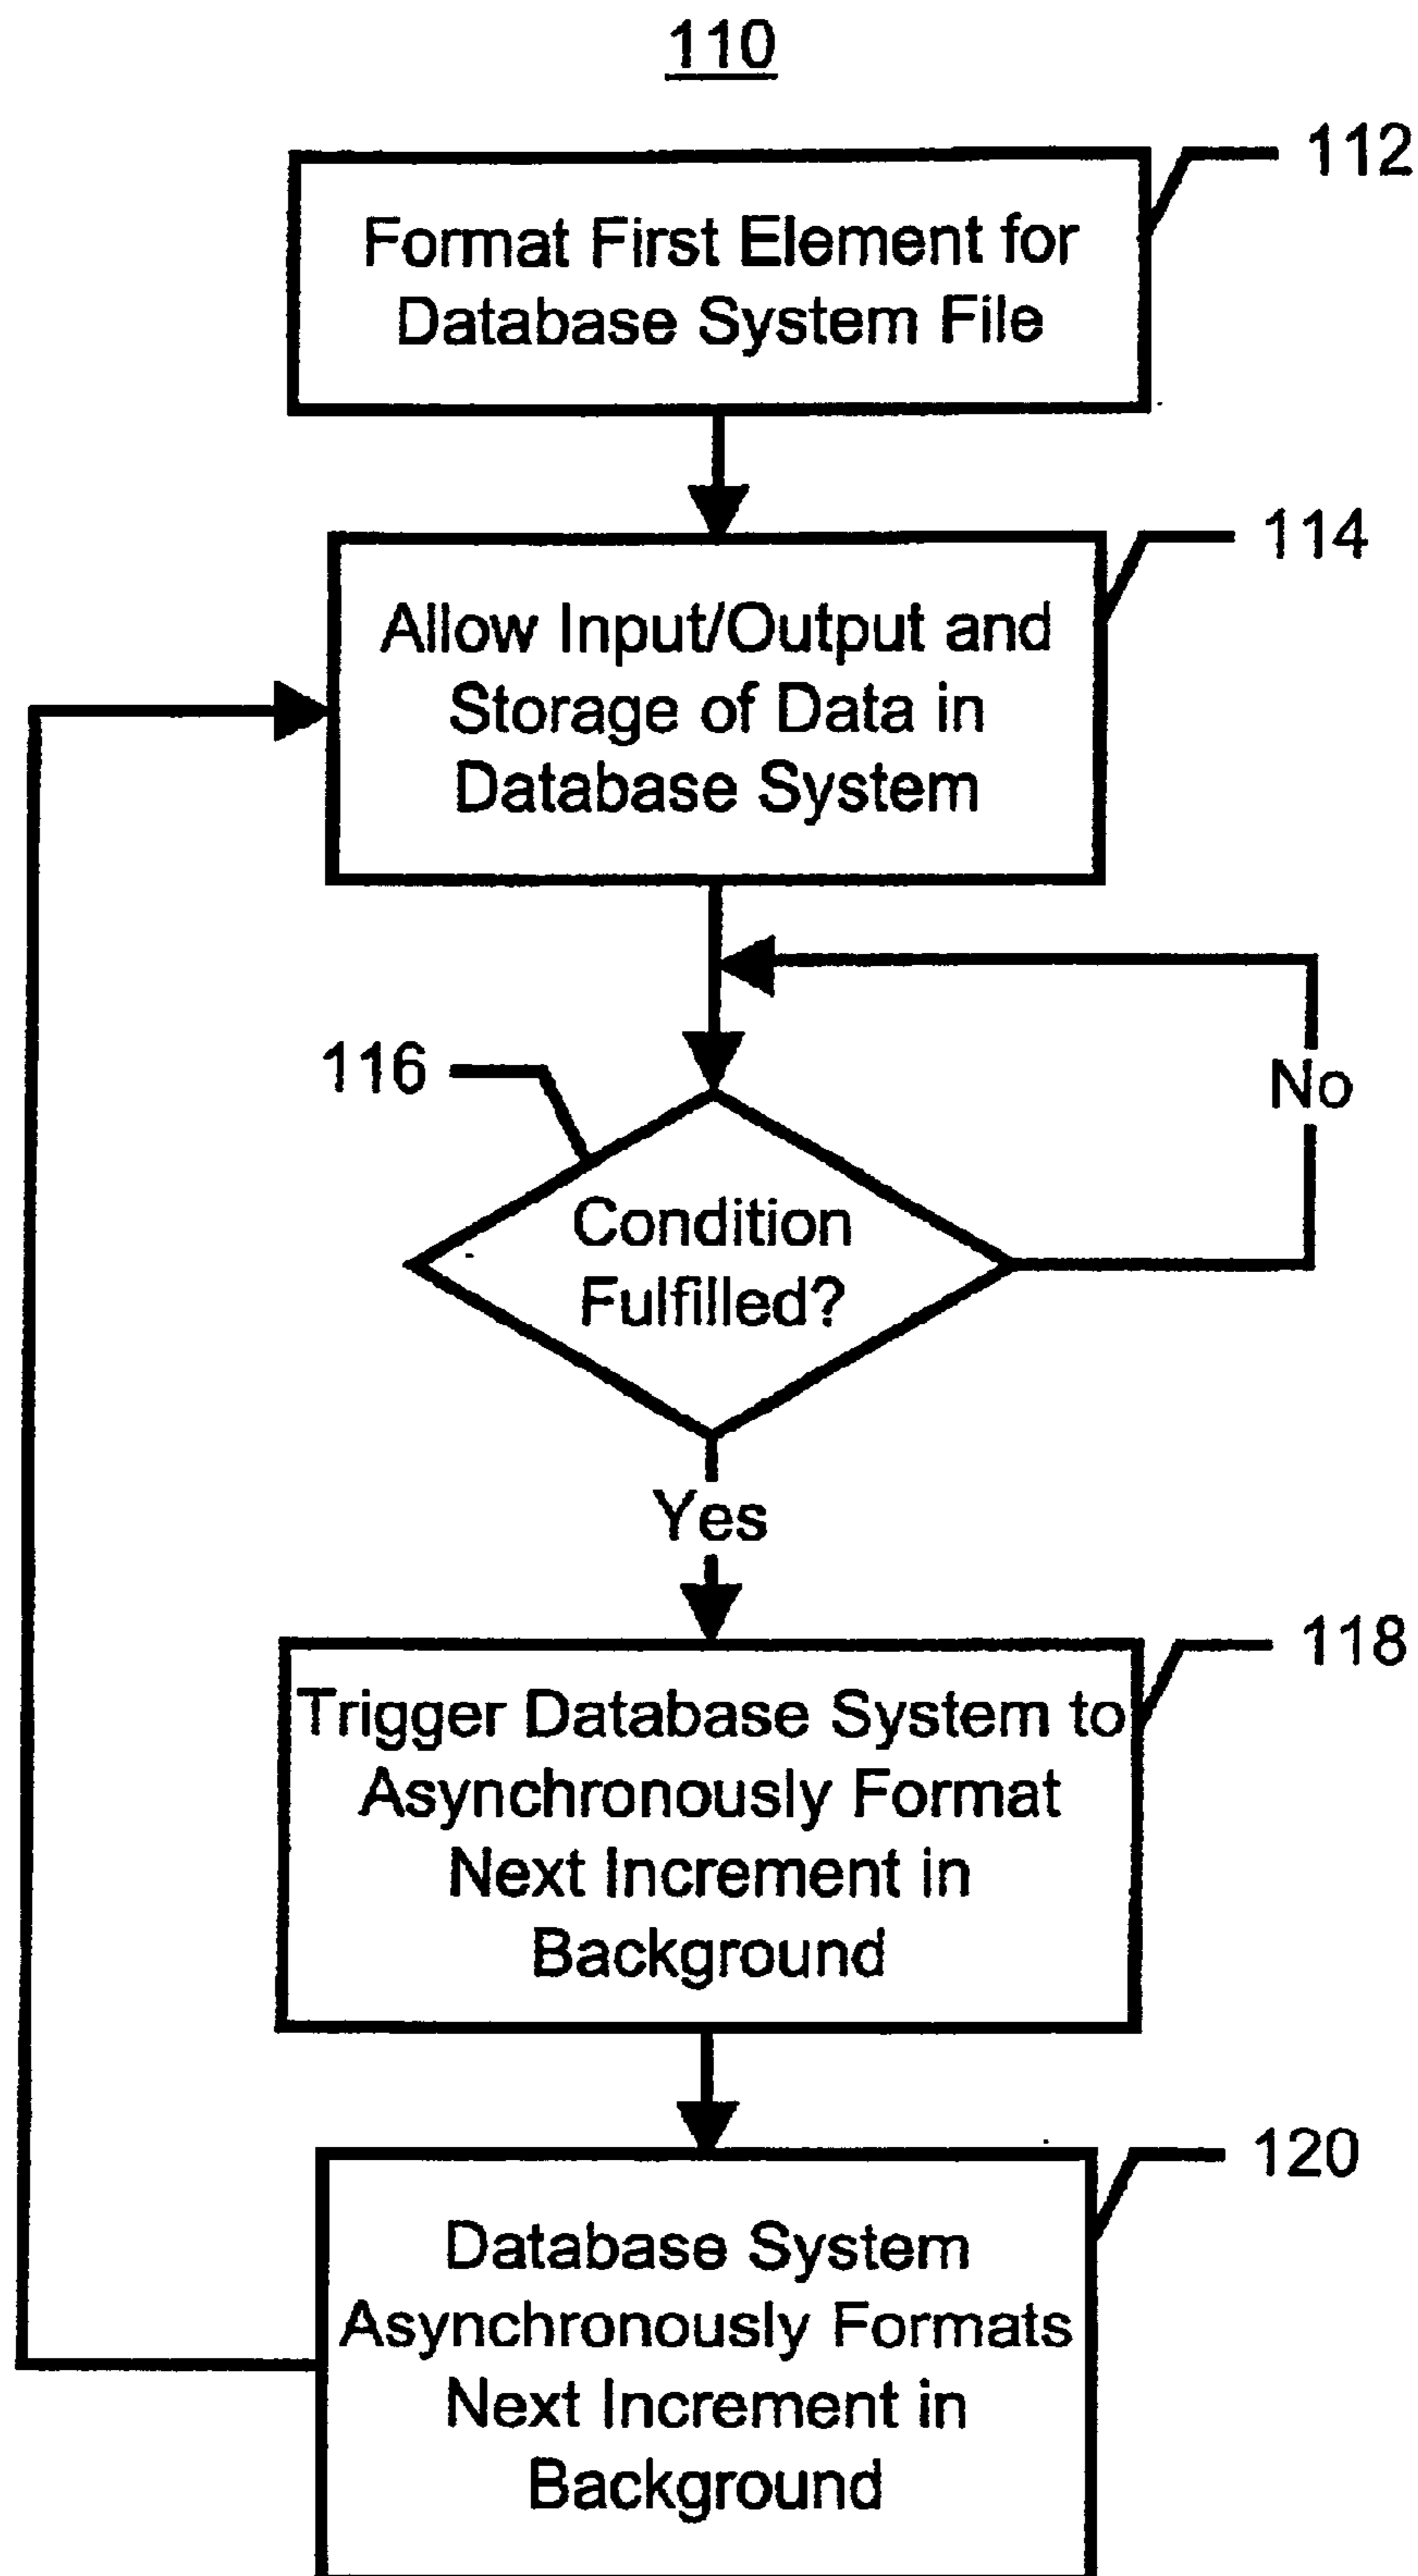 110
112
Format First Element for
Database System File
114
Allow Input/Output and
Storage of Data in
Database System
116
No
Condition
Fulfilled?
Yes
118
Trigger Database System to
Asynchronously Format
Next Increment in
Background
120
Database System
Asynchronously Formats
Next Increment in
Background